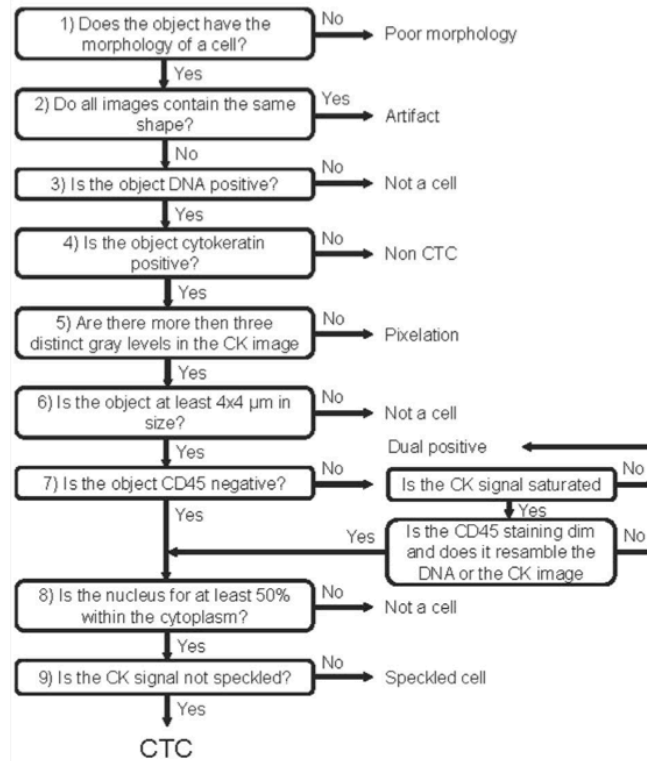 1) Does the object have the
morphology of a cell?
No
Poor morphology
Yes
2) Do all images contain the same
shape?
Yes
Artifact
No
3) Is the object DNA positive?
No
Not a cell
Yes
4) Is the object cytokeratin
positive?
No
Non CTC
Yes
5) Are there more then three
distinct gray levels in the CK image
No
Pixelation
Yes
6) Is the object at least 4x4 µm in
size?
No
Not a cell
Yes
Dual positive
7) Is the object CD45 negative?
No
Is the CK signal saturated
No
Yes
Yes
Is the CD45 staining dim
and does it resamble the
DNA or the CK image
Yes
No
8) Is the nucleus for at least 50%
within the cytoplasm?
No
Not a cell
Yes
9) Is the CK signal not speckled?
No
Speckled cell
Yes
CTC